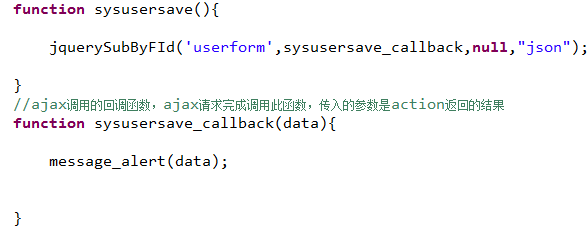 function sysusersave(){
jquerySubByFId('userform',sysusersave_callback,null,"json");
}
//ajax调用的回调函数，ajax请求完成调用此函数，传入的参数是action返回的结果
function sysusersave_callback(data){
message_alert(data);
}